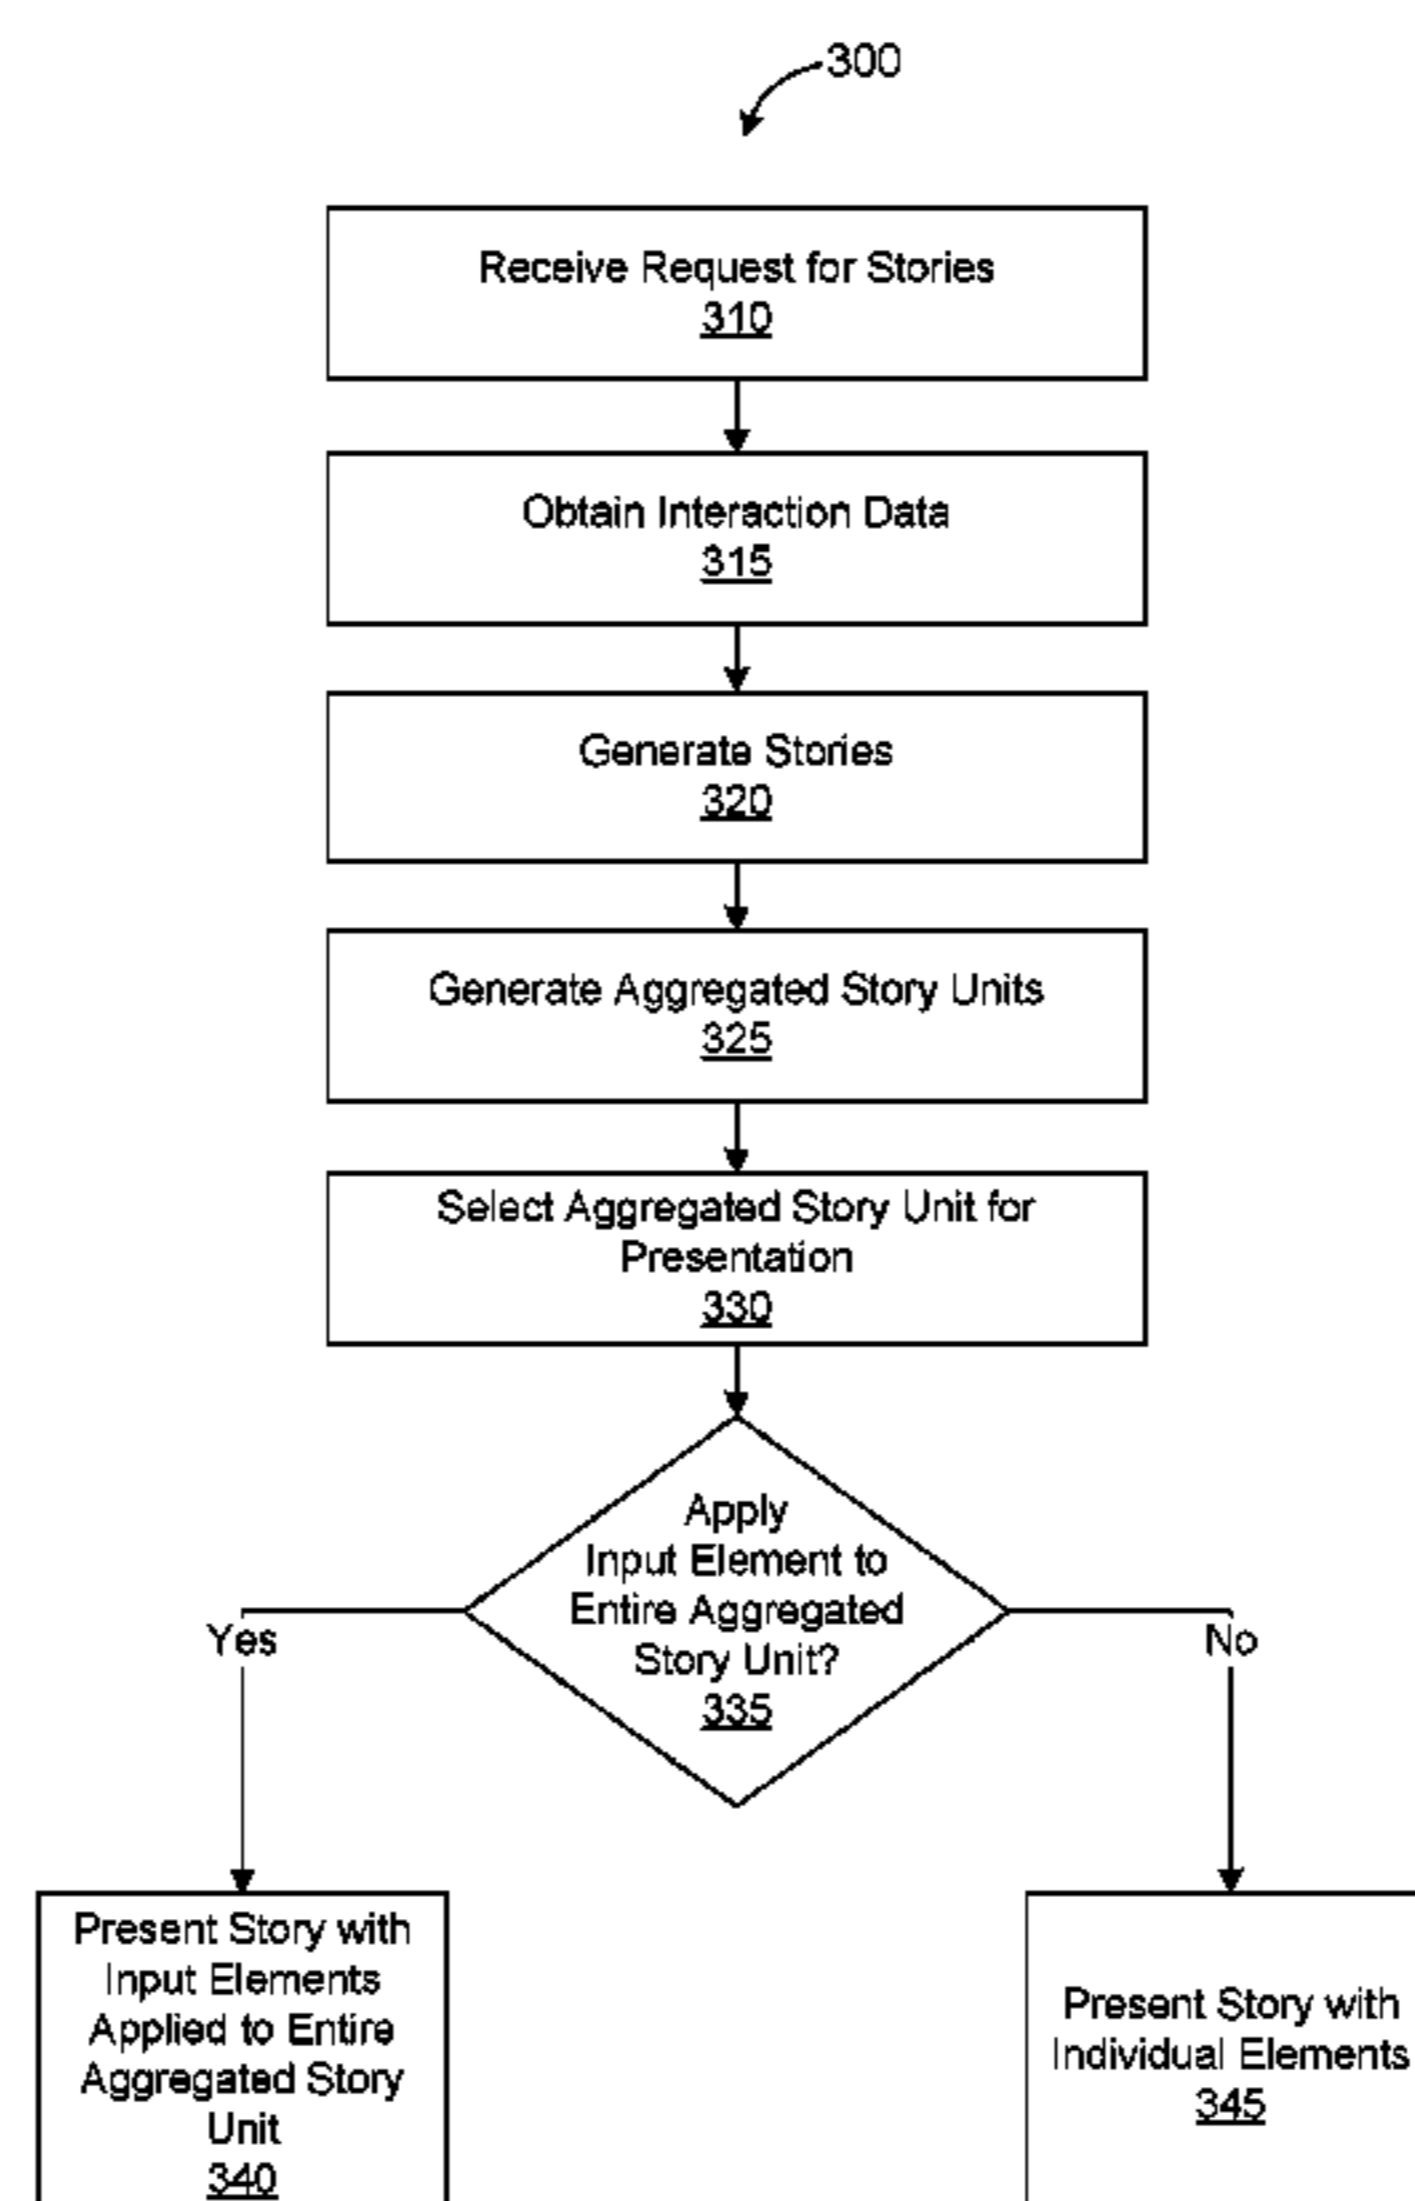 300
Receive Request for Stories
310
Obtain Interaction Data
315
Generate Stories
320
Generate Aggregated Story Units
325
Select Aggregated Story Unit for
Presentation
330
Apply
Input Element to
Entire Aggregated
Story Unit?
335
Yes
No
Present Story with
Input Elements
Applied to Entire
Aggregated Story
Unit
340
Present Story with
Individual Elements
345